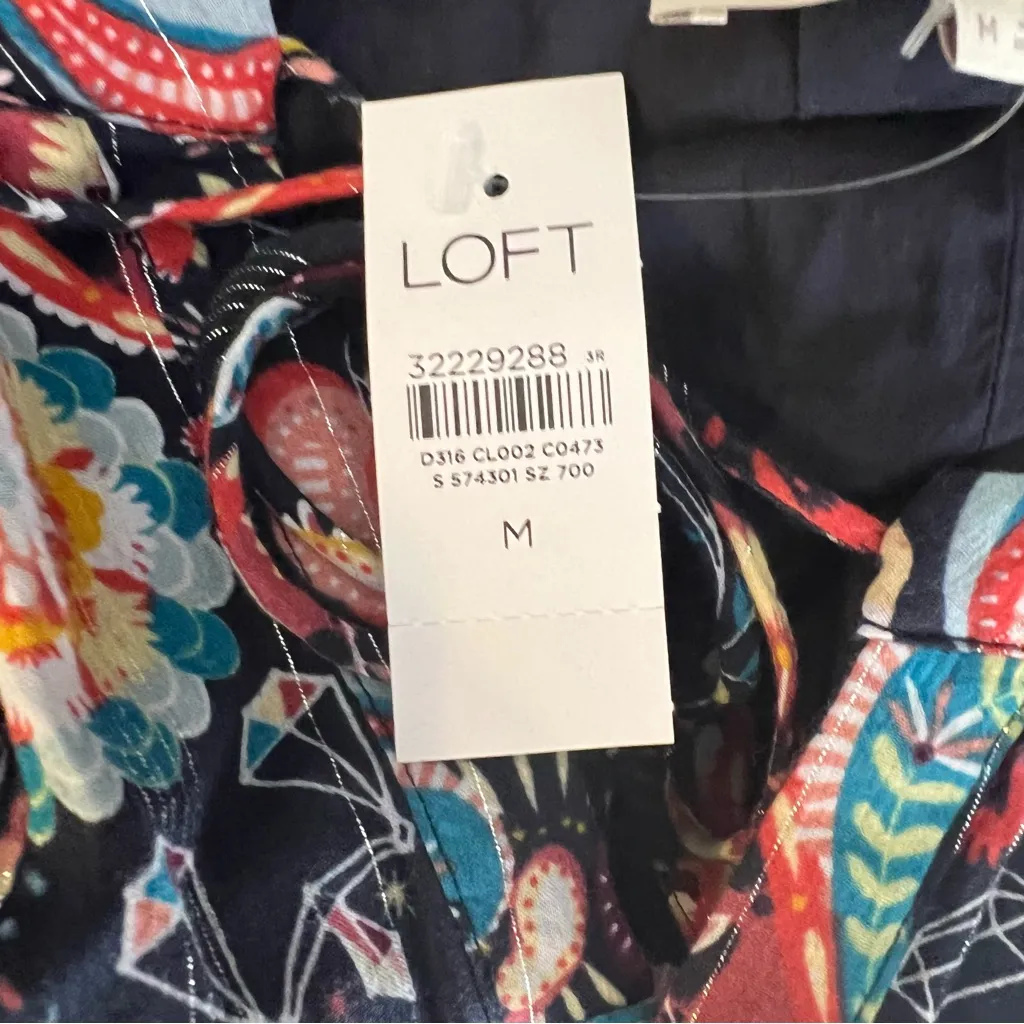 M
LOFT
32229288 3R
D316 CL002 C0473
S 574301 SZ 700
M